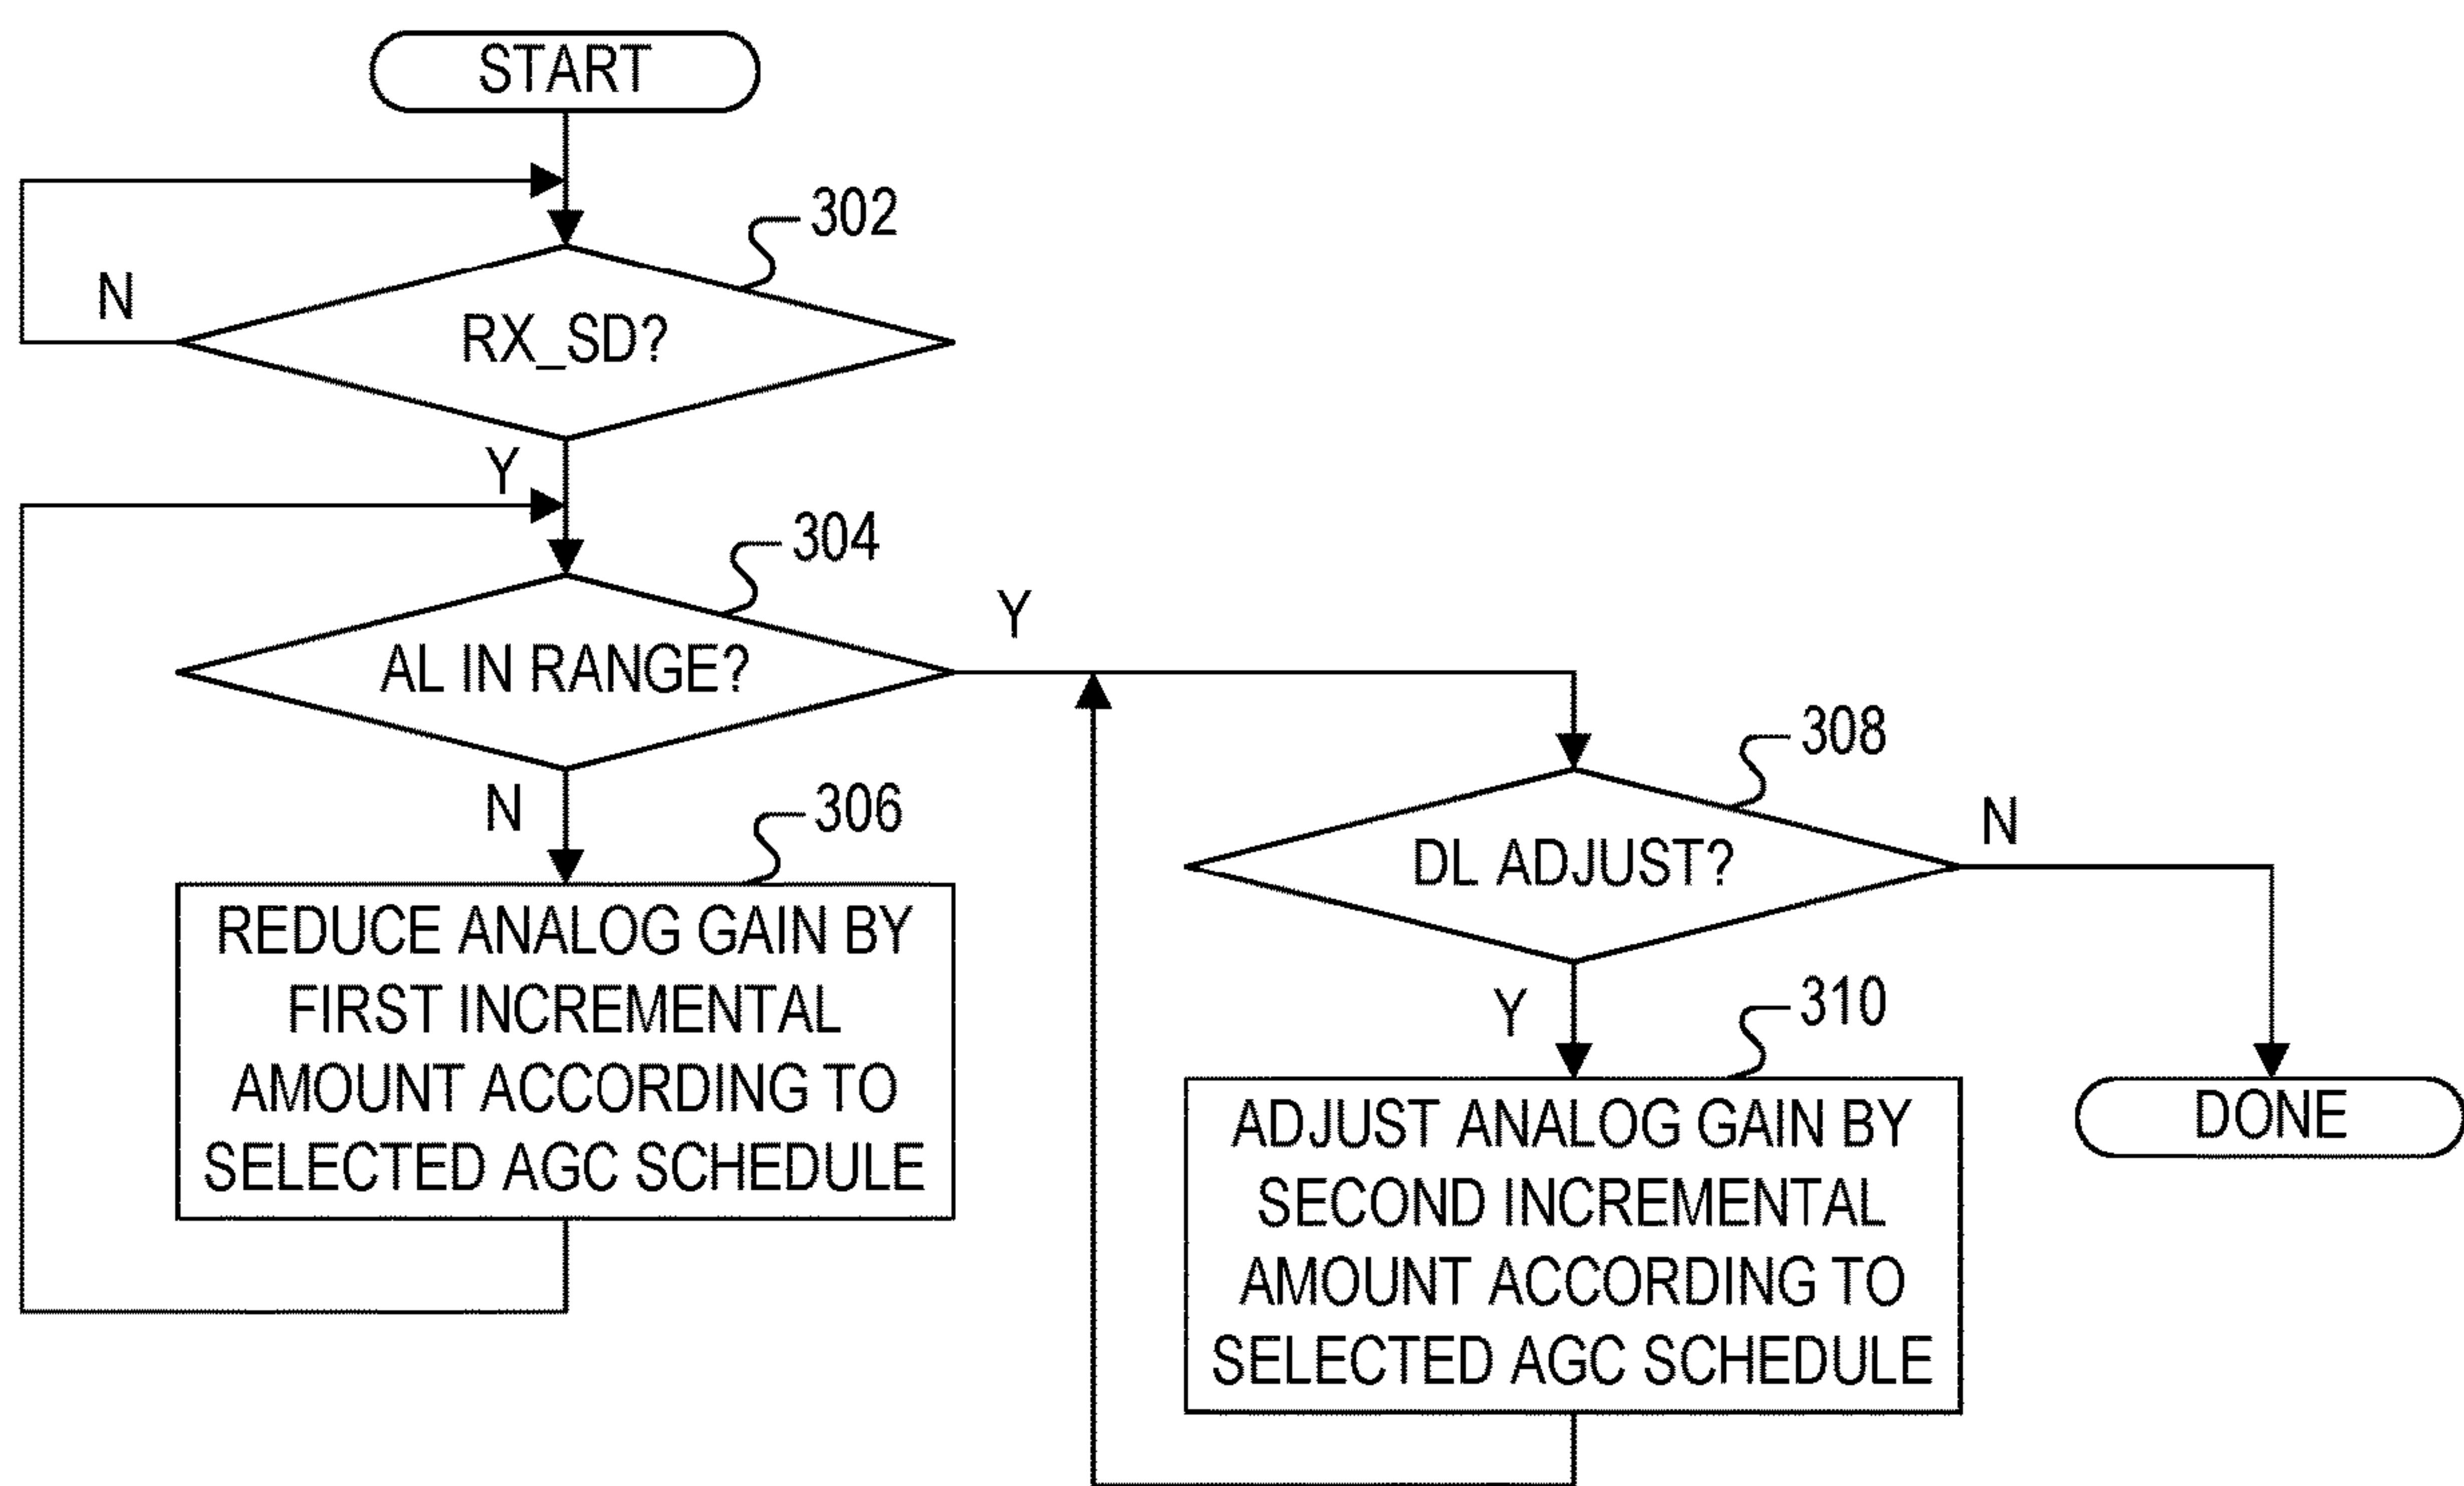 START
302
N
RX_SD?
Y
304
AL IN RANGE?
Y
N
306
REDUCE ANALOG GAIN BY
FIRST INCREMENTAL
AMOUNT ACCORDING TO
SELECTED AGC SCHEDULE
308
DL ADJUST?
N
Y
310
ADJUST ANALOG GAIN BY
SECOND INCREMENTAL
AMOUNT ACCORDING TO
SELECTED AGC SCHEDULE
DONE